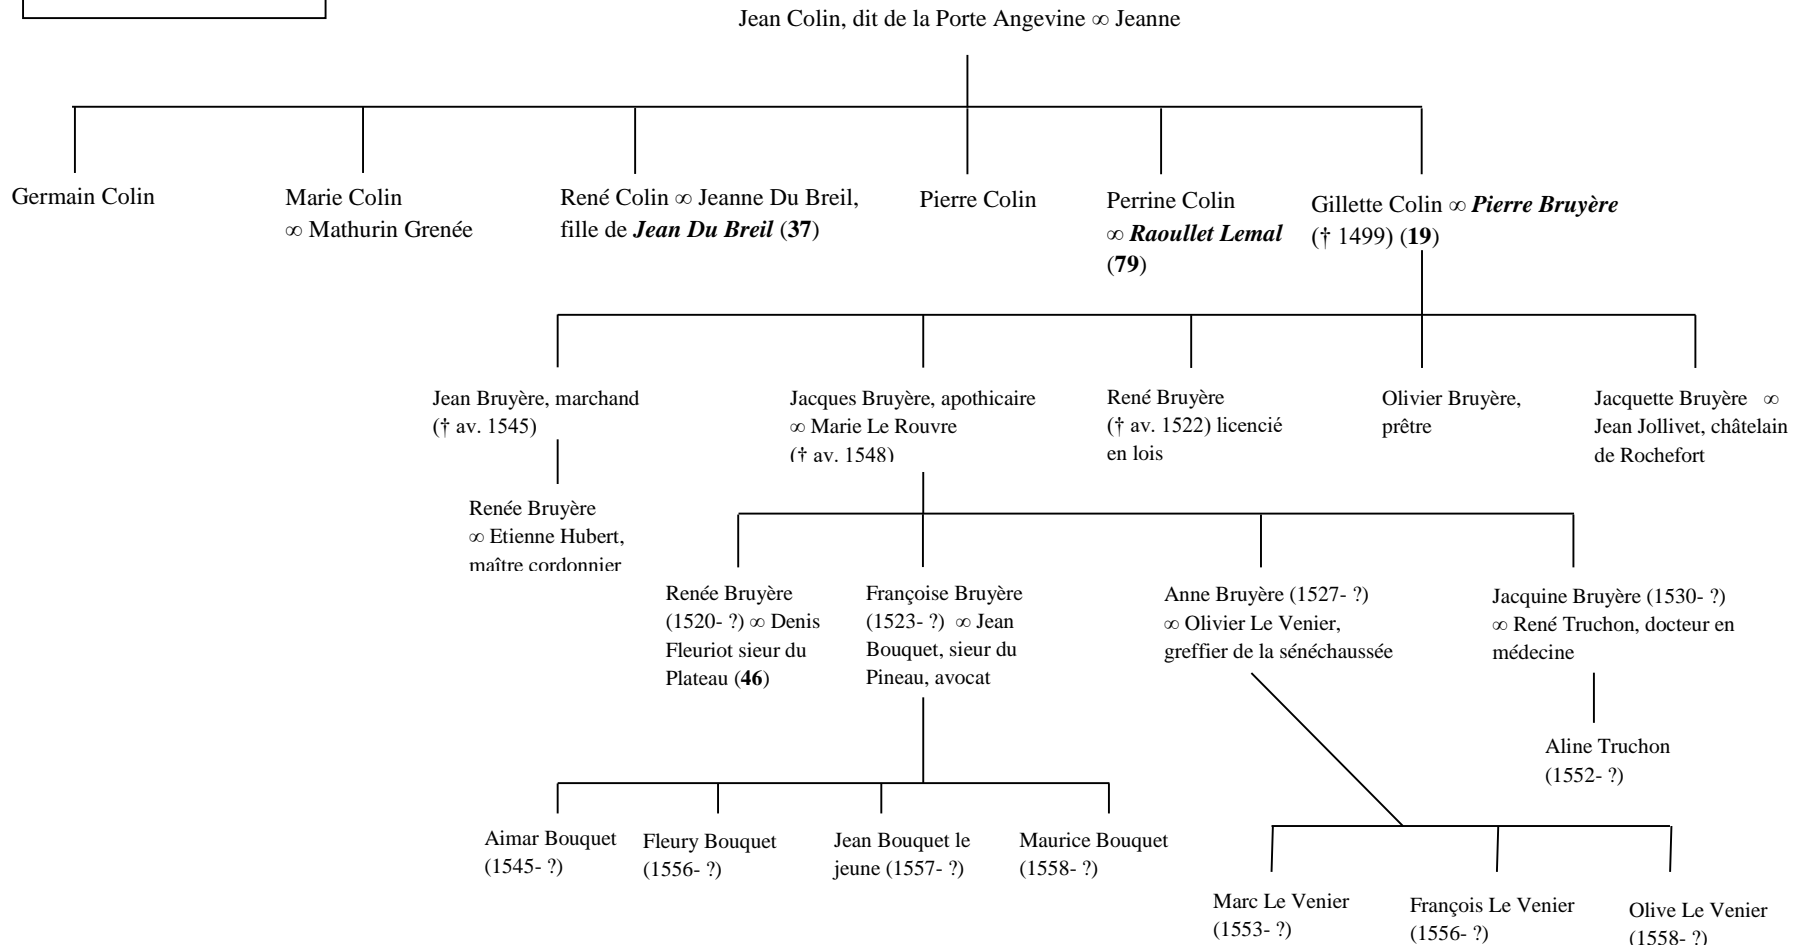 Jean Colin, dit de la Porte Angevine ∞ Jeanne
Germain Colin
Marie Colin
∞ Mathurin Grenée
René Colin ∞ Jeanne Du Breil,
fille de Jean Du Breil (37)
Pierre Colin
Perrine Colin
∞ Raoullet Lemal
(79)
Gillette Colin ∞ Pierre Bruyère
(† 1499) (19)
Jean Bruyère, marchand
(† av. 1545)
Jacques Bruyère, apothicaire
∞ Marie Le Rouvre
(† av. 1548)
René Bruyère
(† av. 1522) licencié
en lois
Olivier Bruyère,
prêtre
Jacquette Bruyère ∞
Jean Jollivet, châtelain
de Rochefort
Renée Bruyère
∞ Etienne Hubert,
maître cordonnier
Renée Bruyère
(1520- ?) ∞ Denis
Fleuriot sieur du
Plateau (46)
Françoise Bruyère
(1523- ?) ∞ Jean
Bouquet, sieur du
Pineau, avocat
Anne Bruyère (1527- ?)
∞ Olivier Le Venier,
greffier de la sénéchaussée
Jacquine Bruyère (1530- ?)
∞ René Truchon, docteur en
médecine
Aline Truchon
(1552- ?)
Aimar Bouquet
(1545- ?)
Fleury Bouquet
(1556- ?)
Jean Bouquet le
jeune (1557- ?)
Maurice Bouquet
(1558- ?)
Marc Le Venier
(1553- ?)
François Le Venier
(1556- ?)
Olive Le Venier
(1558- ?)